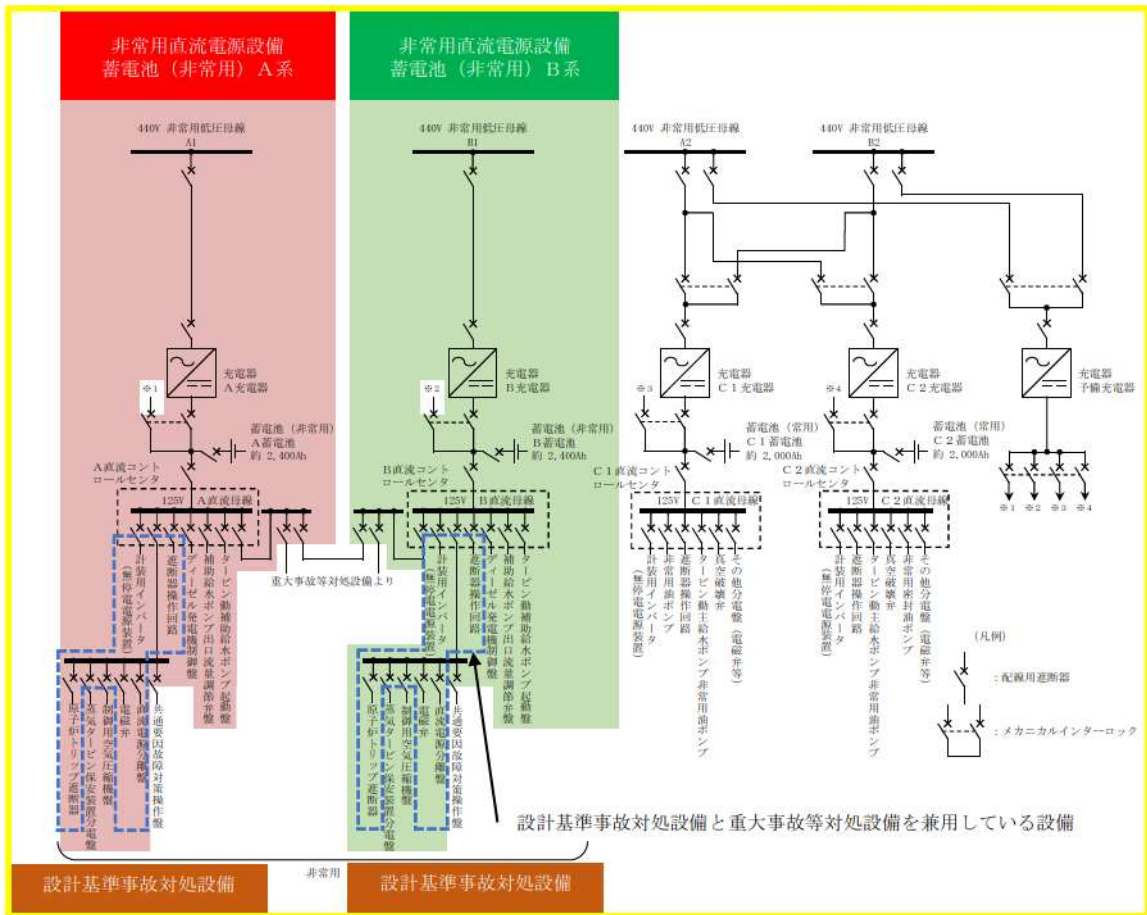 非常用直流電源設備
蓄電池（非常用）A系
非常用直流電源設備
蓄電池（非常用）B系
440V 非常用低圧母線
A1
440V 非常用低圧母線
B1
440V 非常用低圧母線
A2
440V 非常用低圧母線
B2
充電器
A充電器
充電器
B充電器
充電器
C1充電器
充電器
C2充電器
充電器
予備充電器
※1
※2
※3
※4
蓄電池（非常用）
A蓄電池
約 2,400Ah
蓄電池（非常用）
B蓄電池
約 2,400Ah
蓄電池（常用）
C1蓄電池
約 2,000Ah
蓄電池（常用）
C2蓄電池
約 2,000Ah
A直流コント
ロールセンタ
B直流コント
ロールセンタ
C1直流コント
ロールセンタ
C2直流コント
ロールセンタ
125V A直流母線
125V B直流母線
125V C1直流母線
125V C2直流母線
※1 ※2 ※3 ※4
重大事故等対処設備より
計装用インバータ
（無停電電源装置）
遮断器操作回路
ディーゼル発電機制御盤
補助給水ポンプ出口流量調節弁盤
タービン動補助給水ポンプ起動盤
計装用インバータ
（無停電電源装置）
遮断器操作回路
ディーゼル発電機制御盤
補助給水ポンプ出口流量調節弁盤
タービン動補助給水ポンプ起動盤
計装用インバータ
（無停電電源装置）
非常用油ポンプ
遮断器操作回路
タービン動主給水ポンプ非常用油ポンプ
真空破壊弁
その他分電盤（電磁弁等）
計装用インバータ
（無停電電源装置）
遮断器操作回路
タービン動主給水ポンプ非常用油ポンプ
真空破壊弁
非常用密封油ポンプ
その他分電盤（電磁弁等）
原子炉トリップ遮断器
蒸気タービン保安装置分電盤
制御用空気圧縮機盤
電磁弁
直流電源分離盤
共通要因故障対策操作盤
原子炉トリップ遮断器
蒸気タービン保安装置分電盤
制御用空気圧縮機盤
電磁弁
直流電源分離盤
共通要因故障対策操作盤
（凡例）
：配線用遮断器
：メカニカルインターロック
設計基準事故対処設備と重大事故等対処設備を兼用している設備
非常用
設計基準事故対処設備
設計基準事故対処設備